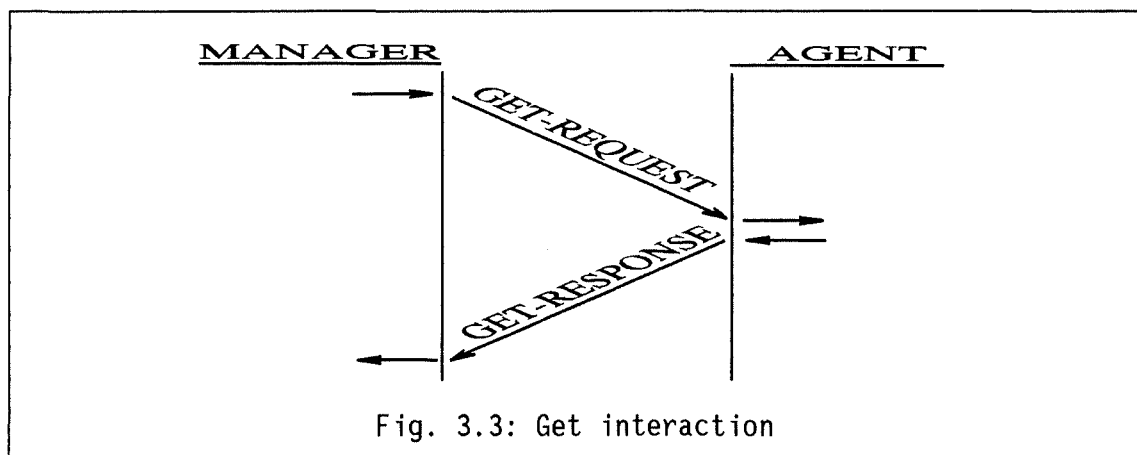 MANAGER
AGENT
GET-REQUEST
GET-RESPONSE
Fig. 3.3: Get interaction